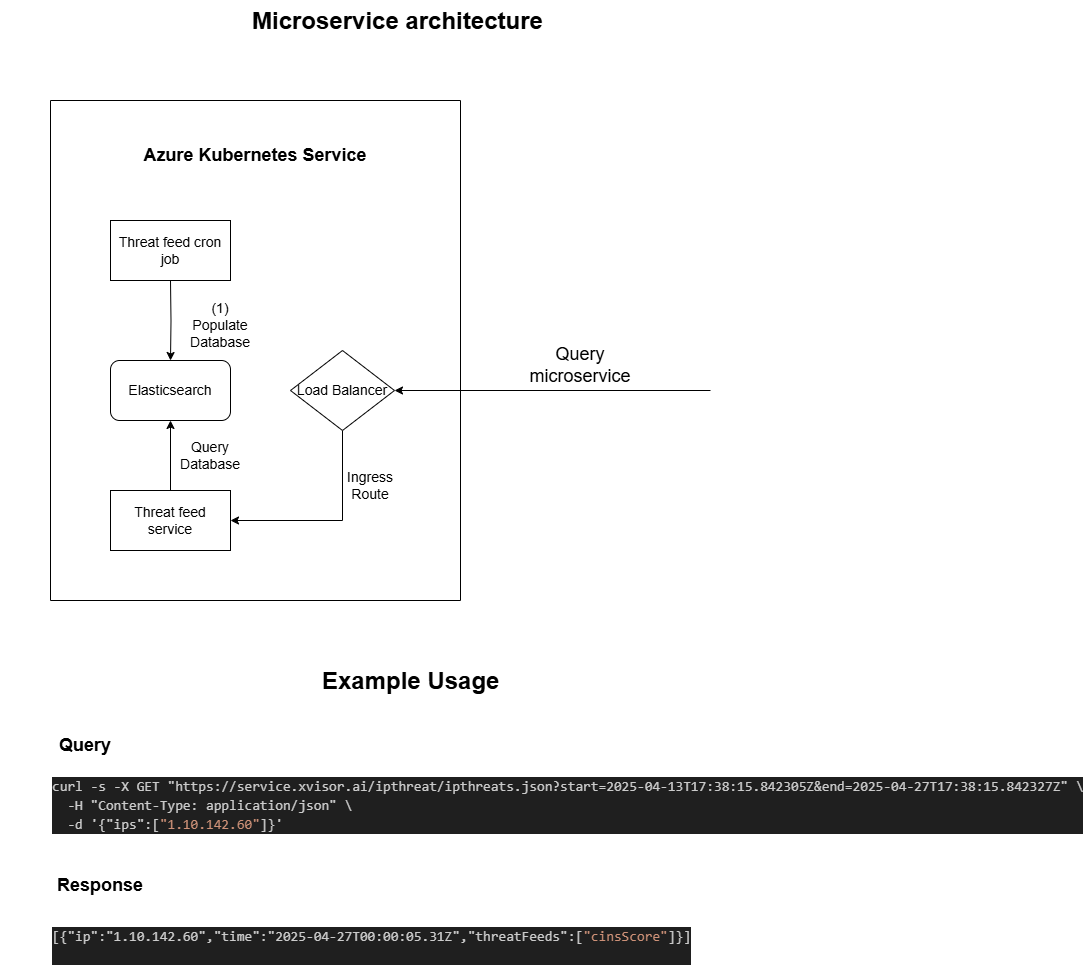 Microservice architecture
Azure Kubernetes Service
Threat feed cron
job
(1)
Populate
Database
Elasticsearch
Load Balancer
Query
microservice
Query
Database
Ingress
Route
Threat feed
service
Example Usage
Query
curl -s -X GET "https://service.xvisor.ai/ipthreat/ipthreats.json?start=2025-04-13T17:38:15.842305Z&end=2025-04-27T17:38:15.842327Z" \
-H "Content-Type: application/json" \
-d '{"ips":["1.10.142.60"]}'
Response
[{"ip":"1.10.142.60","time":"2025-04-27T00:00:05.31Z","threatFeeds":["cinsScore"]}]